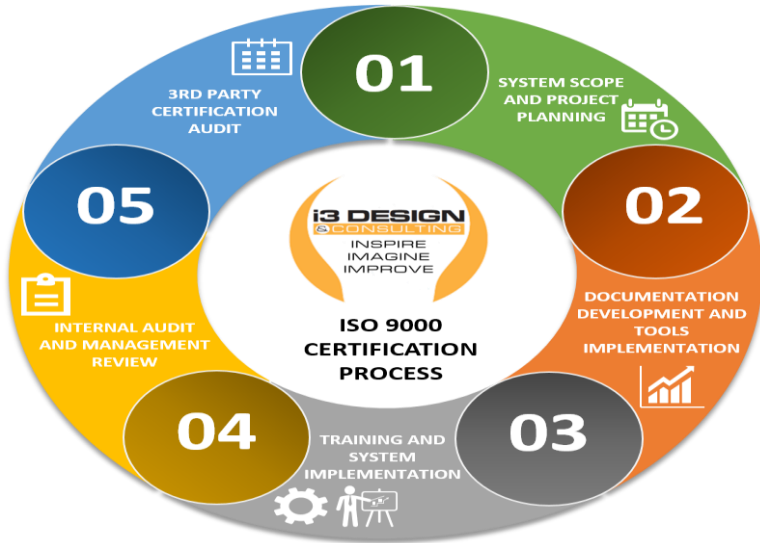 01
SYSTEM SCOPE
AND PROJECT
PLANNING
02
DOCUMENTATION
DEVELOPMENT AND
TOOLS
IMPLEMENTATION
03
TRAINING AND
SYSTEM
IMPLEMENTATION
04
INTERNAL AUDIT
AND MANAGEMENT
REVIEW
05
3RD PARTY
CERTIFICATION
AUDIT
i3 DESIGN
&CONSULTING
INSPIRE
IMAGINE
IMPROVE
ISO 9000
CERTIFICATION
PROCESS